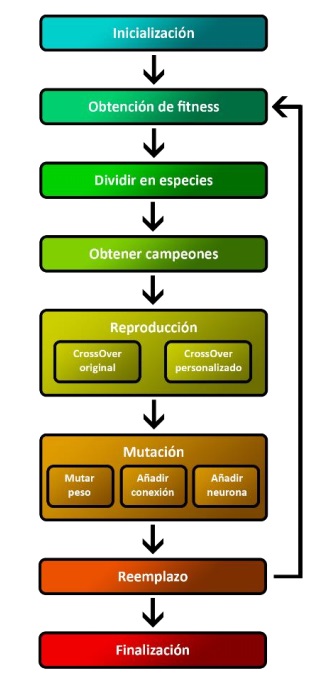 Inicialización
Obtención de fitness
Dividir en especies
Obtener campeones
Reproducción
CrossOver
original
CrossOver
personalizado
Mutación
Mutar
peso
Añadir
conexión
Añadir
neurona
Reemplazo
Finalización